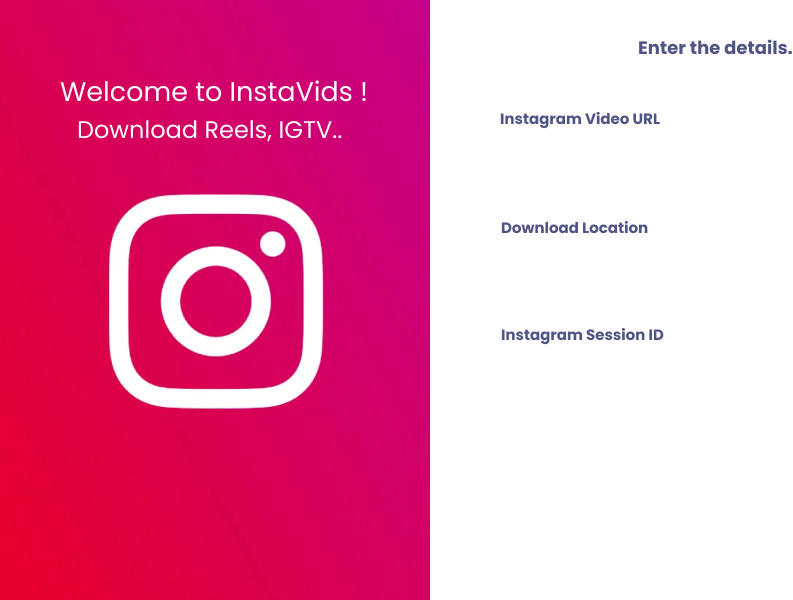 Welcome to InstaVids !
Download Reels, IGTV..
Enter the details.
Instagram Video URL
Download Location
Instagram Session ID